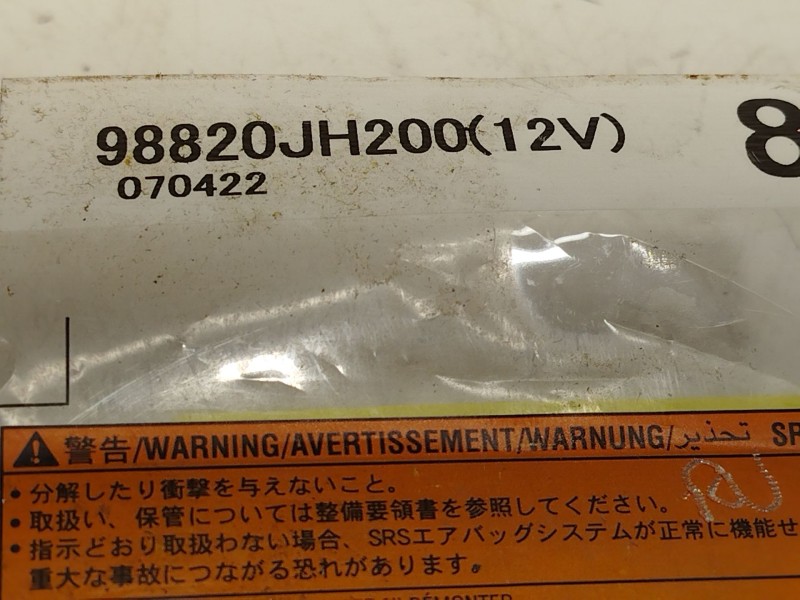 98820JH200(12V)
8
070422
警告/WARNING/AVERTISSEMENT/WARNUNG/تحذير SR
• 分解したり衝撃を与えないこと。
• 取扱い、保管については整備要領書を参照してください。
• 指示どおり取扱わない場合、SRSエアバッグシステムが正常に機能せ
重大な事故につながる恐れがあります。
DÉMONTER